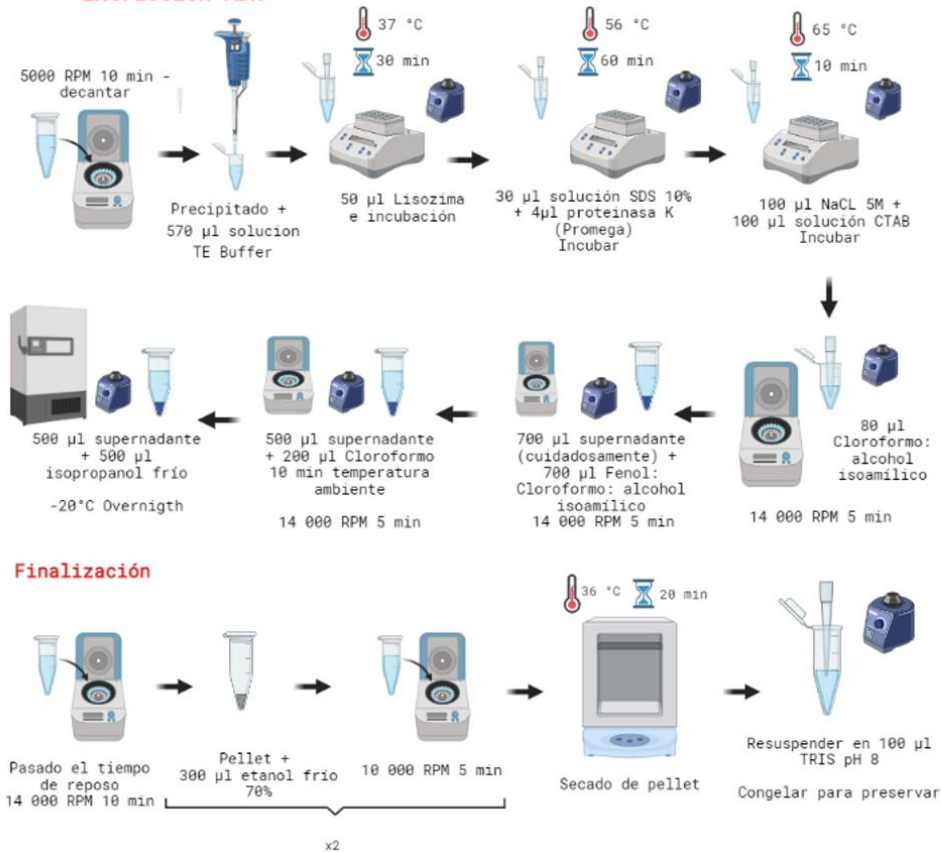 5000 RPM 10 min -
decantar
Precipitado +
570 µl solucion
TE Buffer
37 °C
30 min
50 µl Lisozima
e incubación
56 °C
60 min
30 µl solución SDS 10%
+ 4µl proteinasa K
(Promega)
Incubar
65 °C
10 min
100 µl NaCL 5M +
100 µl solución CTAB
Incubar
80 µl
Cloroformo:
alcohol
isoamílico
14 000 RPM 5 min
700 µl supernadante
(cuidadosamente) +
700 µl Fenol:
Cloroformo: alcohol
isoamílico
14 000 RPM 5 min
500 µl supernadante
+ 200 µl Cloroformo
10 min temperatura
ambiente
14 000 RPM 5 min
500 µl supernadante
+ 500 µl
isopropanol frío
-20°C Overnigth
Finalización
Pasado el tiempo
de reposo
14 000 RPM 10 min
Pellet +
300 µl etanol frío
70%
10 000 RPM 5 min
x2
36 °C
20 min
Secado de pellet
Resuspender en 100 µl
TRIS pH 8
Congelar para preservar